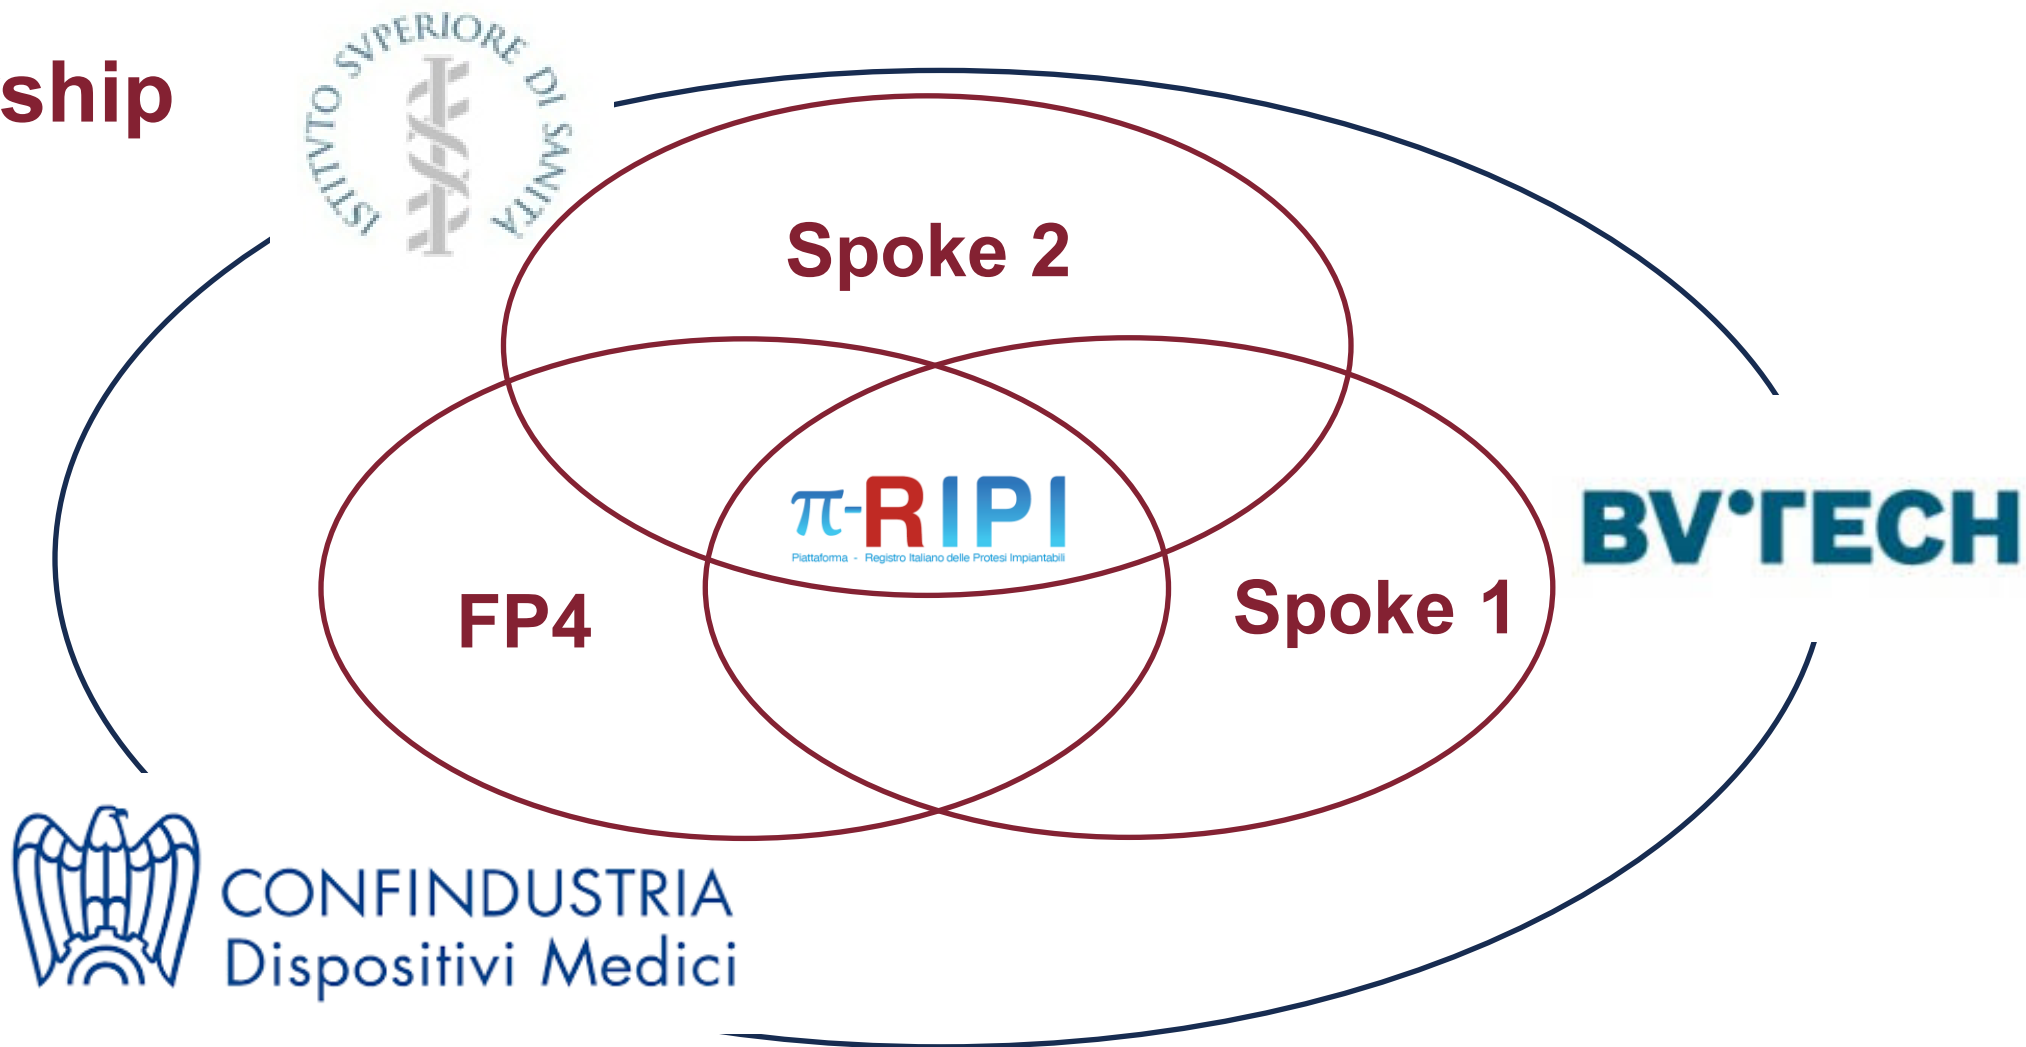 ship
ISTITVTO SVPERIORE DI SANITÀ
Spoke 2
π-RIPI
Piattaforma - Registro Italiano delle Protesi Impiantabili
BV TECH
FP4
Spoke 1
CONFINDUSTRIA
Dispositivi Medici